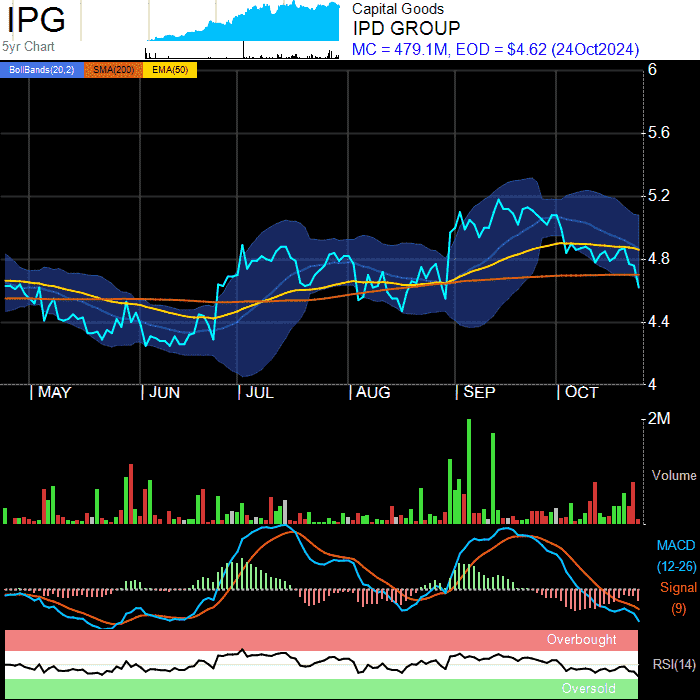 IPG
5yr Chart
Capital Goods
IPD GROUP
MC = 479.1M, EOD = $4.62 (24Oct2024)
BollBands(20,2) SMA(200) EMA(50)
6
5.6
5.2
4.8
4.4
4
MAY JUN JUL AUG SEP OCT
2M
Volume
MACD
(12-26)
Signal
(9)
Overbought
RSI(14)
Oversold